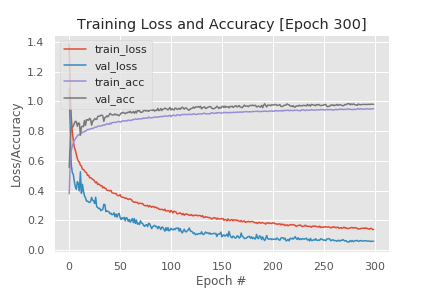 Training Loss and Accuracy [Epoch 300]
train_loss
val_loss
train_acc
val_acc
Loss/Accuracy
1.4
1.2
1.0
0.8
0.6
0.4
0.2
0.0
0 50 100 150 200 250 300
Epoch #